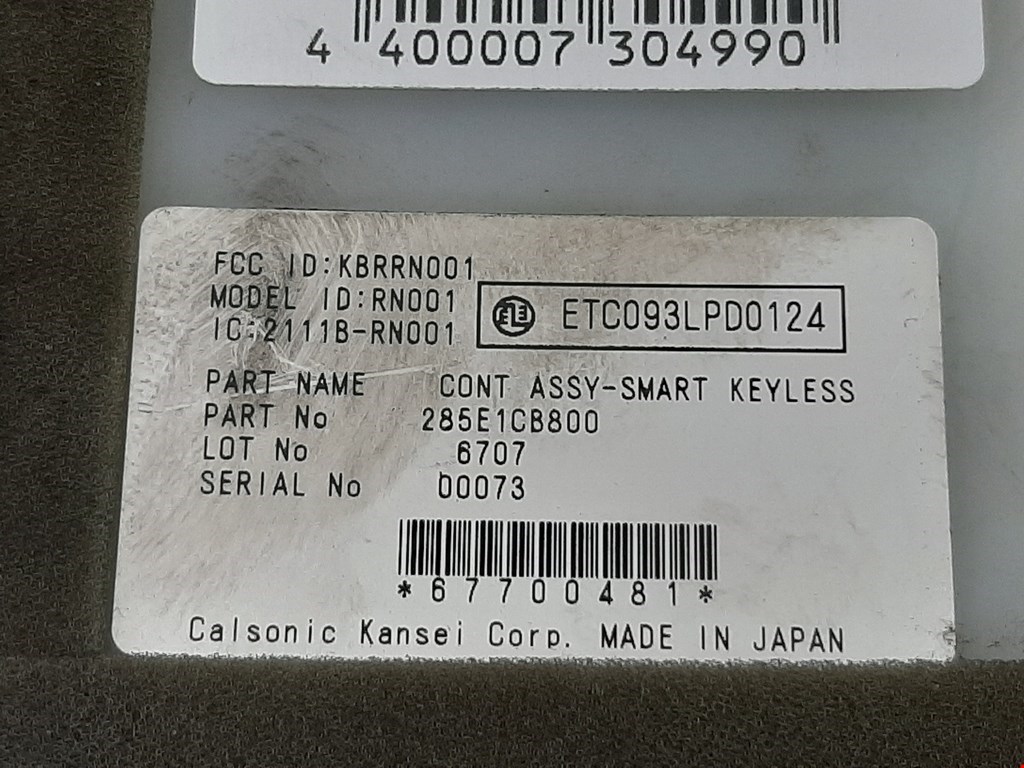 4 400007 304990
FCC ID:KBRRN001
MODEL ID:RN001
IC:2111B-RN001
ETC093LPD0124
PART NAME CONT ASSY-SMART KEYLESS
PART No 285E1CB800
LOT No 6707
SERIAL No 00073
*67700481*
Calsonic Kansei Corp. MADE IN JAPAN